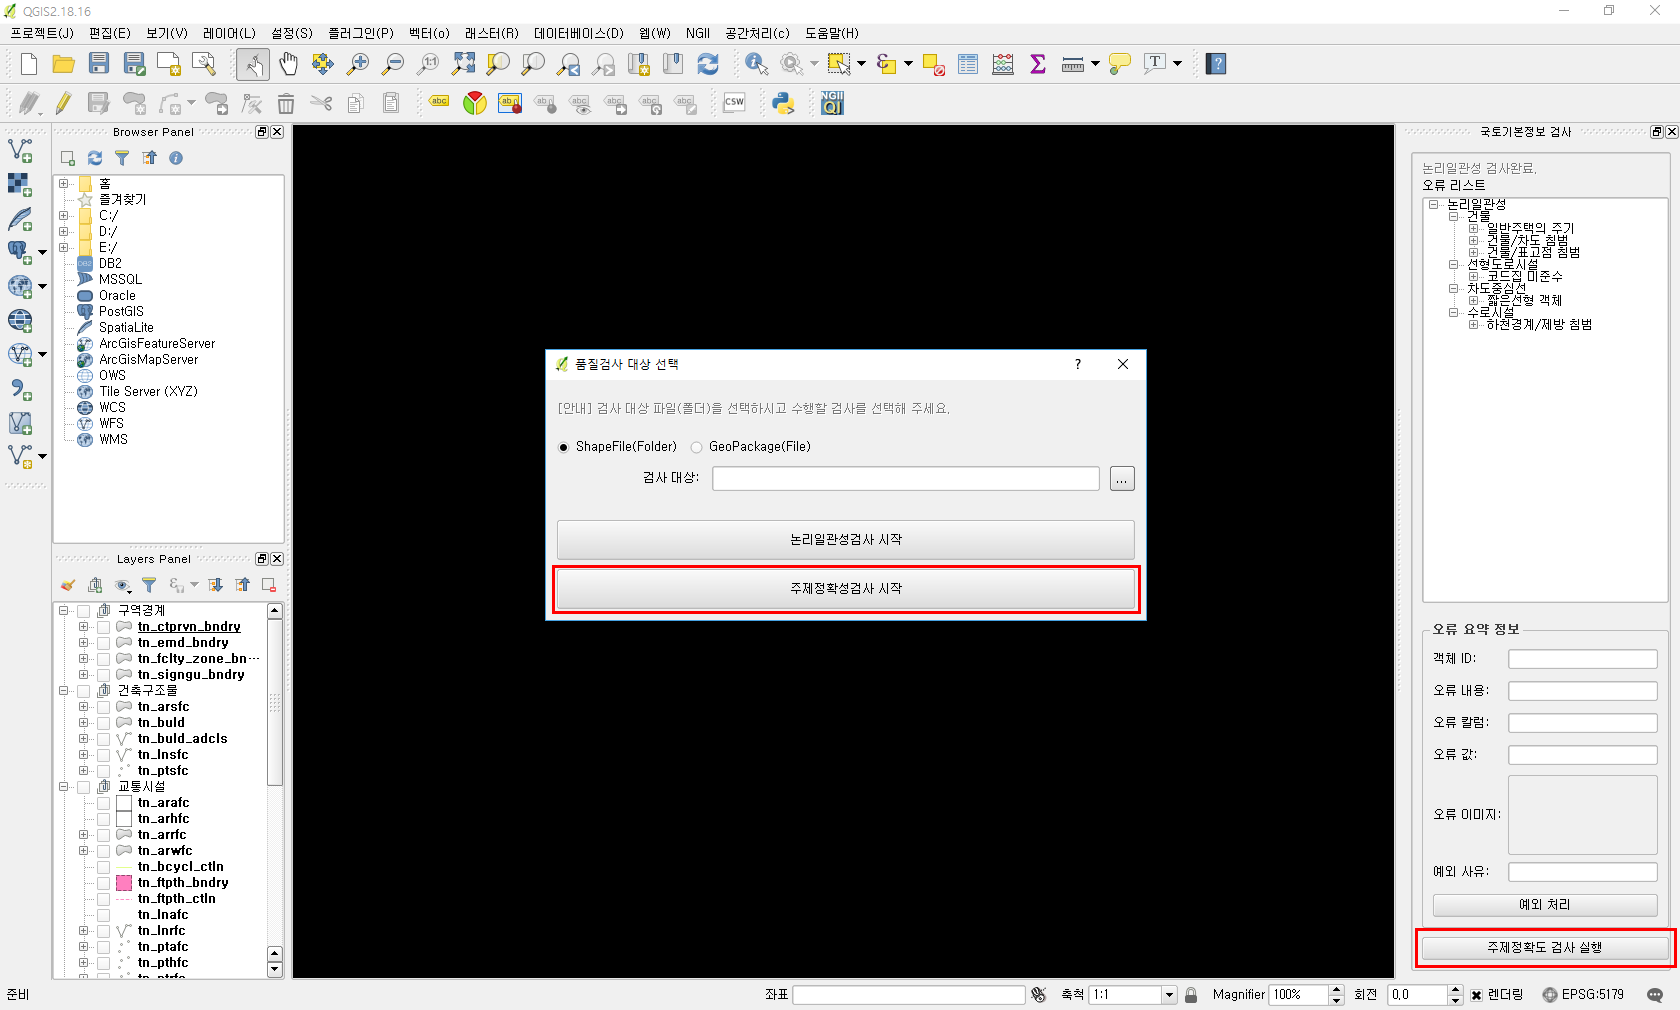 QGIS2.18.16
프로젝트(J) 편집(E) 보기(V) 레이어(L) 설정(S) 플러그인(P) 벡터(o) 래스터(R) 데이터베이스(D) 웹(W) NGII 공간처리(c) 도움말(H)
1:1
T
?
abc
abc
abc
abc
abc
abc
abc
CSW
NGII
QI
Browser Panel
홈
즐겨찾기
C:/
D:/
E:/
DB2
MSSQL
Oracle
PostGIS
SpatiaLite
ArcGisFeatureServer
ArcGisMapServer
OWS
Tile Server (XYZ)
WCS
WFS
WMS
Layers Panel
구역경계
tn_ctprvn_bndry
tn_emd_bndry
tn_fclty_zone_bn…
tn_signgu_bndry
건축구조물
tn_arsfc
tn_buld
tn_buld_adcls
tn_lnsfc
tn_ptsfc
교통시설
tn_arafc
tn_arhfc
tn_arrfc
tn_arwfc
tn_bcycl_ctln
tn_ftpth_bndry
tn_ftpth_ctln
tn_lnafc
tn_lnrfc
tn_ptafc
tn_pthfc
tn_ptrfc
품질검사 대상 선택
?
[안내] 검사 대상 파일(폴더)을 선택하시고 수행할 검사를 선택해 주세요.
ShapeFile(Folder) GeoPackage(File)
검사 대상:
...
논리일관성검사 시작
주제정확성검사 시작
국토기본정보 검사
논리일관성 검사완료.
오류 리스트
논리일관성
건물
일반주택의 주기
건물/차도 침범
건물/표고점 침범
선형도로시설
코드집 미준수
차도중심선
짧은선형 객체
수로시설
하천경계/제방 침범
오류 요약 정보
객체 ID:
오류 내용:
오류 칼럼:
오류 값:
오류 이미지:
예외 사유:
예외 처리
주제정확도 검사 실행
준비
좌표
축척 1:1
Magnifier 100%
회전 0,0
렌더링
EPSG:5179